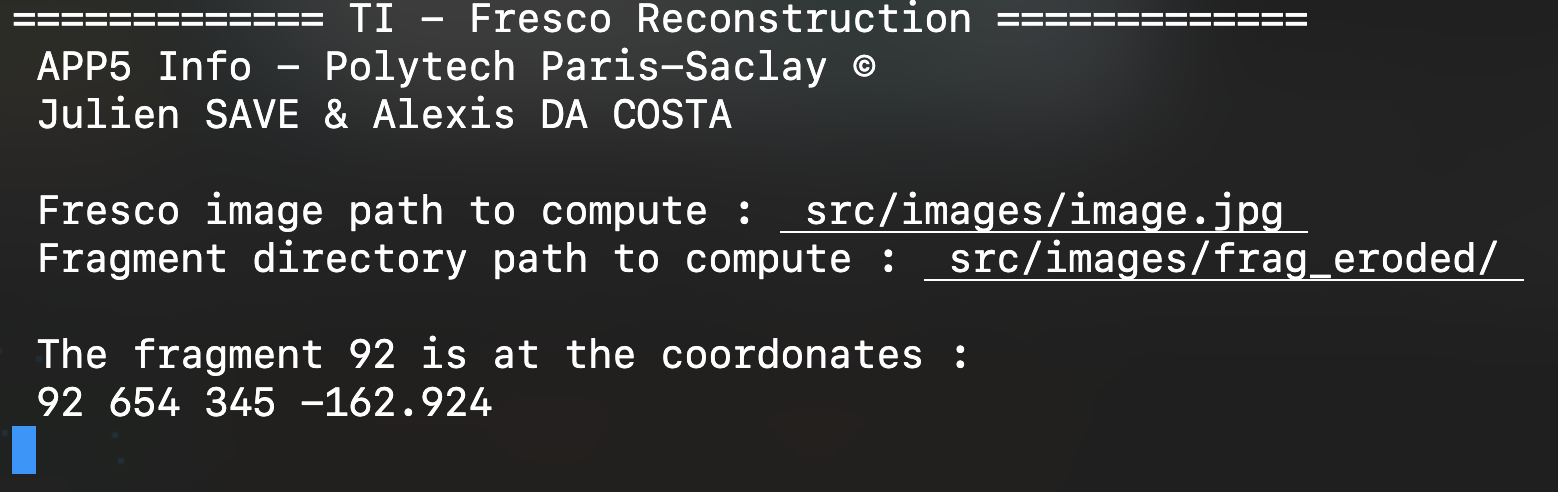 ============= TI - Fresco Reconstruction =============
APP5 Info - Polytech Paris-Saclay ©
Julien SAVE & Alexis DA COSTA
Fresco image path to compute : src/images/image.jpg
Fragment directory path to compute : src/images/frag_eroded/
The fragment 92 is at the coordonates :
92 654 345 -162.924